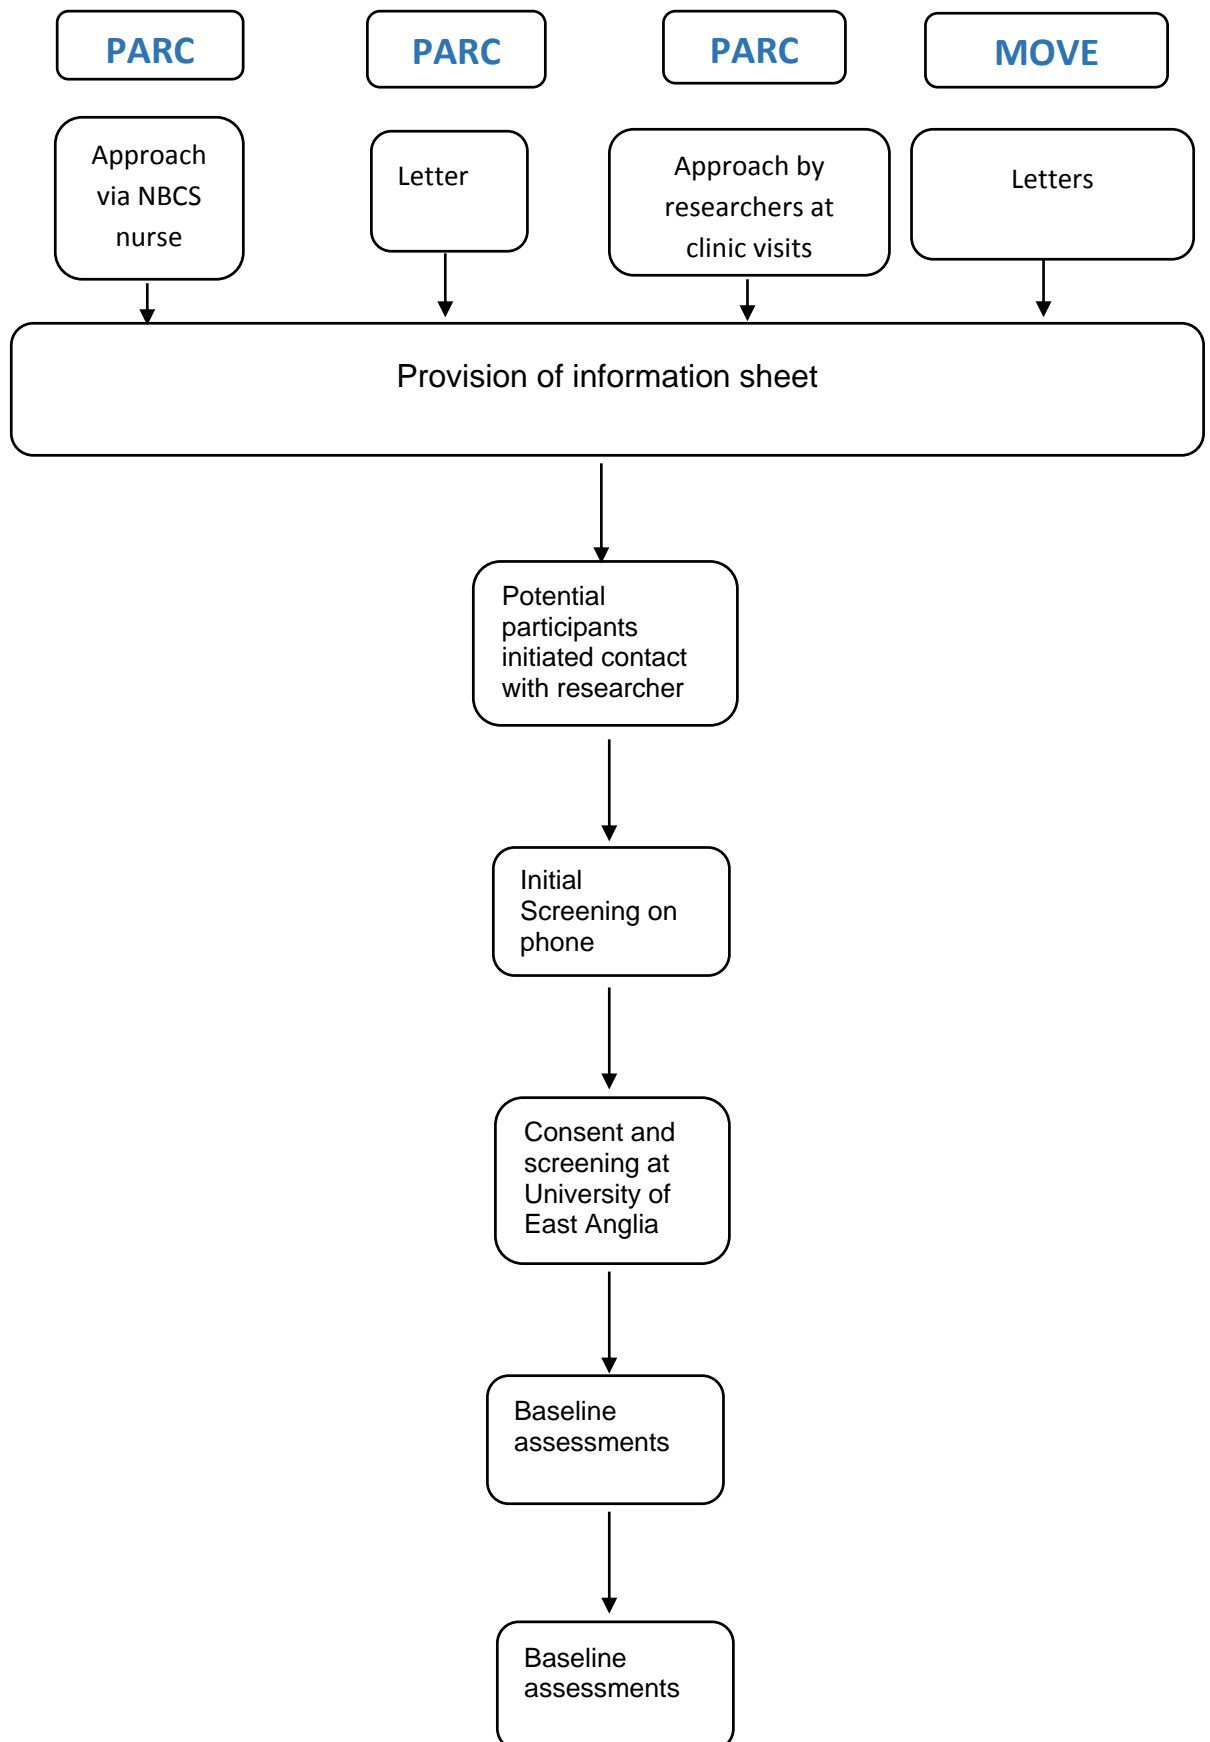 PARC
PARC
PARC
MOVE
Approach
via NBCS
nurse
Letter
Approach by
researchers at
clinic visits
Letters
Provision of information sheet
Potential
participants
initiated contact
with researcher
Initial
Screening on
phone
Consent and
screening at
University of
East Anglia
Baseline
assessments
Baseline
assessments